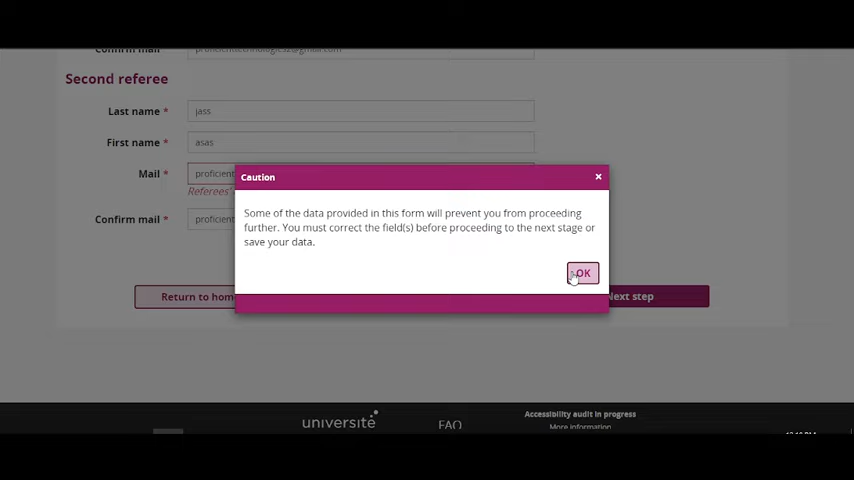 Confirm mail
Second referee
Last name * jass
First name * asas
Mail * proficient
Referees'
Confirm mail * proficient
Caution ×
Some of the data provided in this form will prevent you from proceeding
further. You must correct the field(s) before proceeding to the next stage or
save your data.
OK
Return to hom
Next step
université
FAQ
Accessibility audit in progress
More information